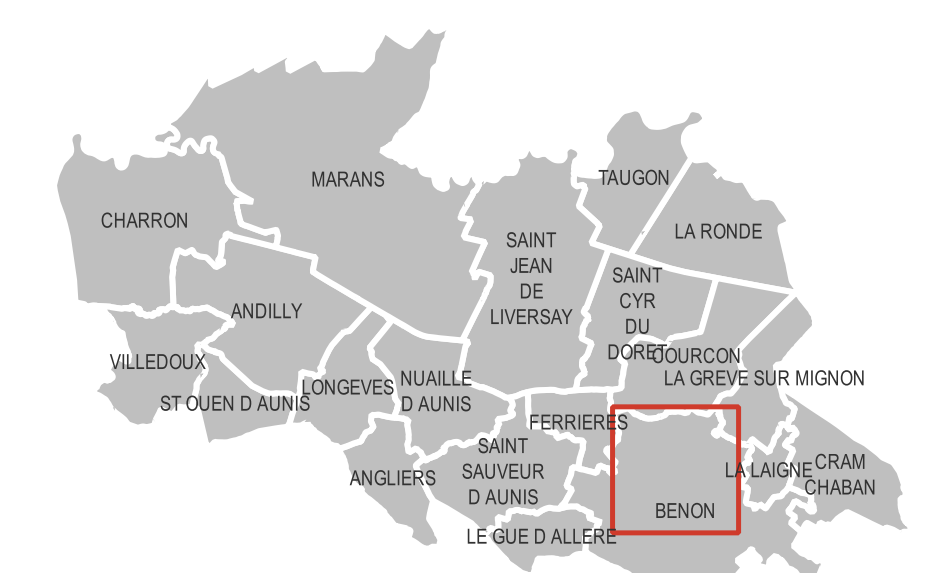 MARANS
TAUGON
CHARRON
LA RONDE
SAINT
JEAN
DE
LIVERSAY
SAINT
CYR
DU
DORET
ANDILLY
COURCON
VILLEDOUX
LA GREVE SUR MIGNON
LONGEVES
NUAILLE
D AUNIS
ST OUEN D AUNIS
FERRIERES
SAINT
SAUVEUR
D AUNIS
ANGLIERS
LA LAIGNE
CRAM
CHABAN
BENON
LE GUE D ALLERE